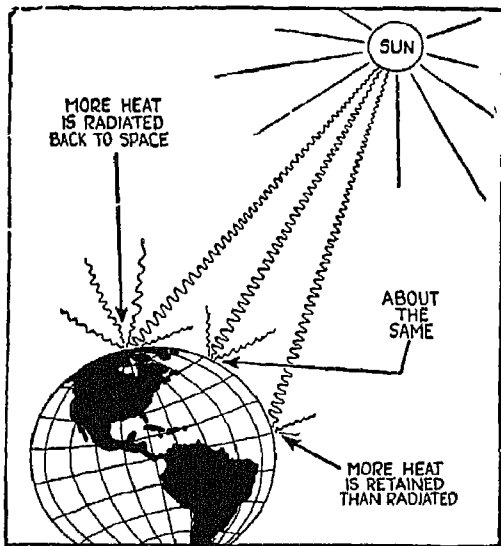 SUN
MORE HEAT
IS RADIATED
BACK TO SPACE
ABOUT
THE
SAME
MORE HEAT
IS RETAINED
THAN RADIATED